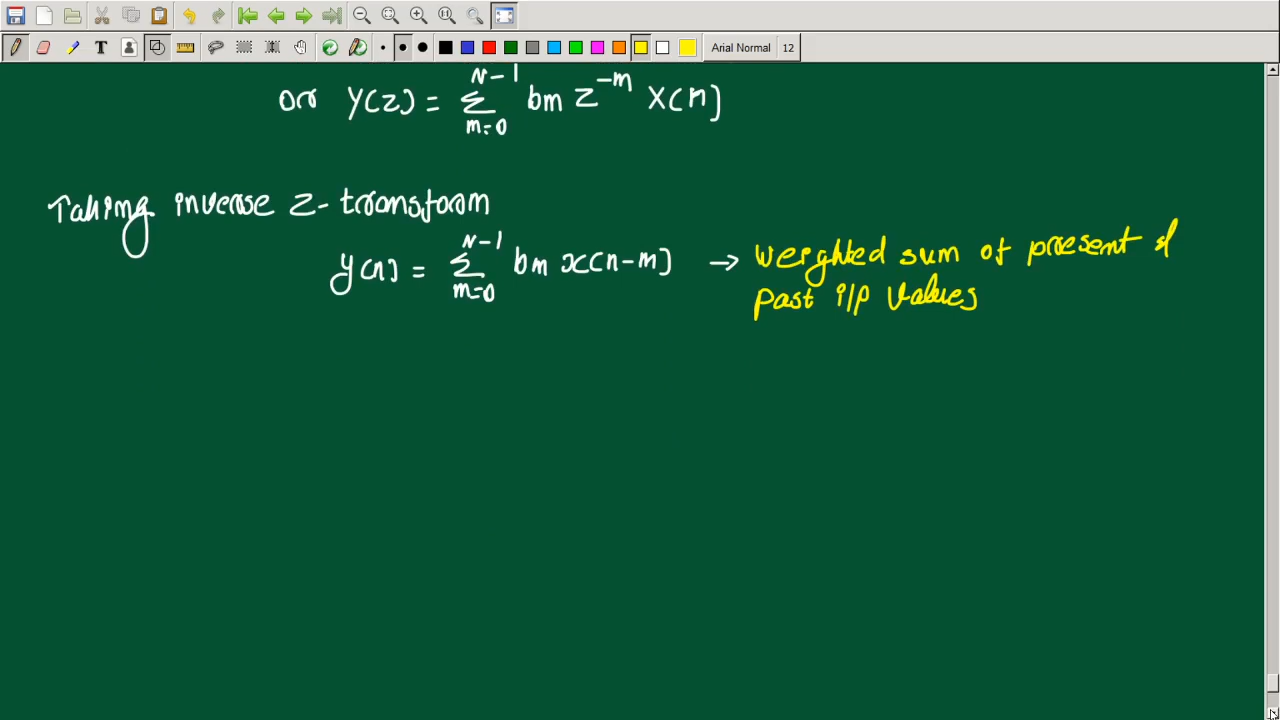 Arial Normal 12
or Y(z) = Σ_{m=0}^{N-1} bm z^{-m} X(n)
Taking inverse z-transform
y(n) = Σ_{m=0}^{N-1} bm x(n-m) → weighted sum of present &
past i/p values